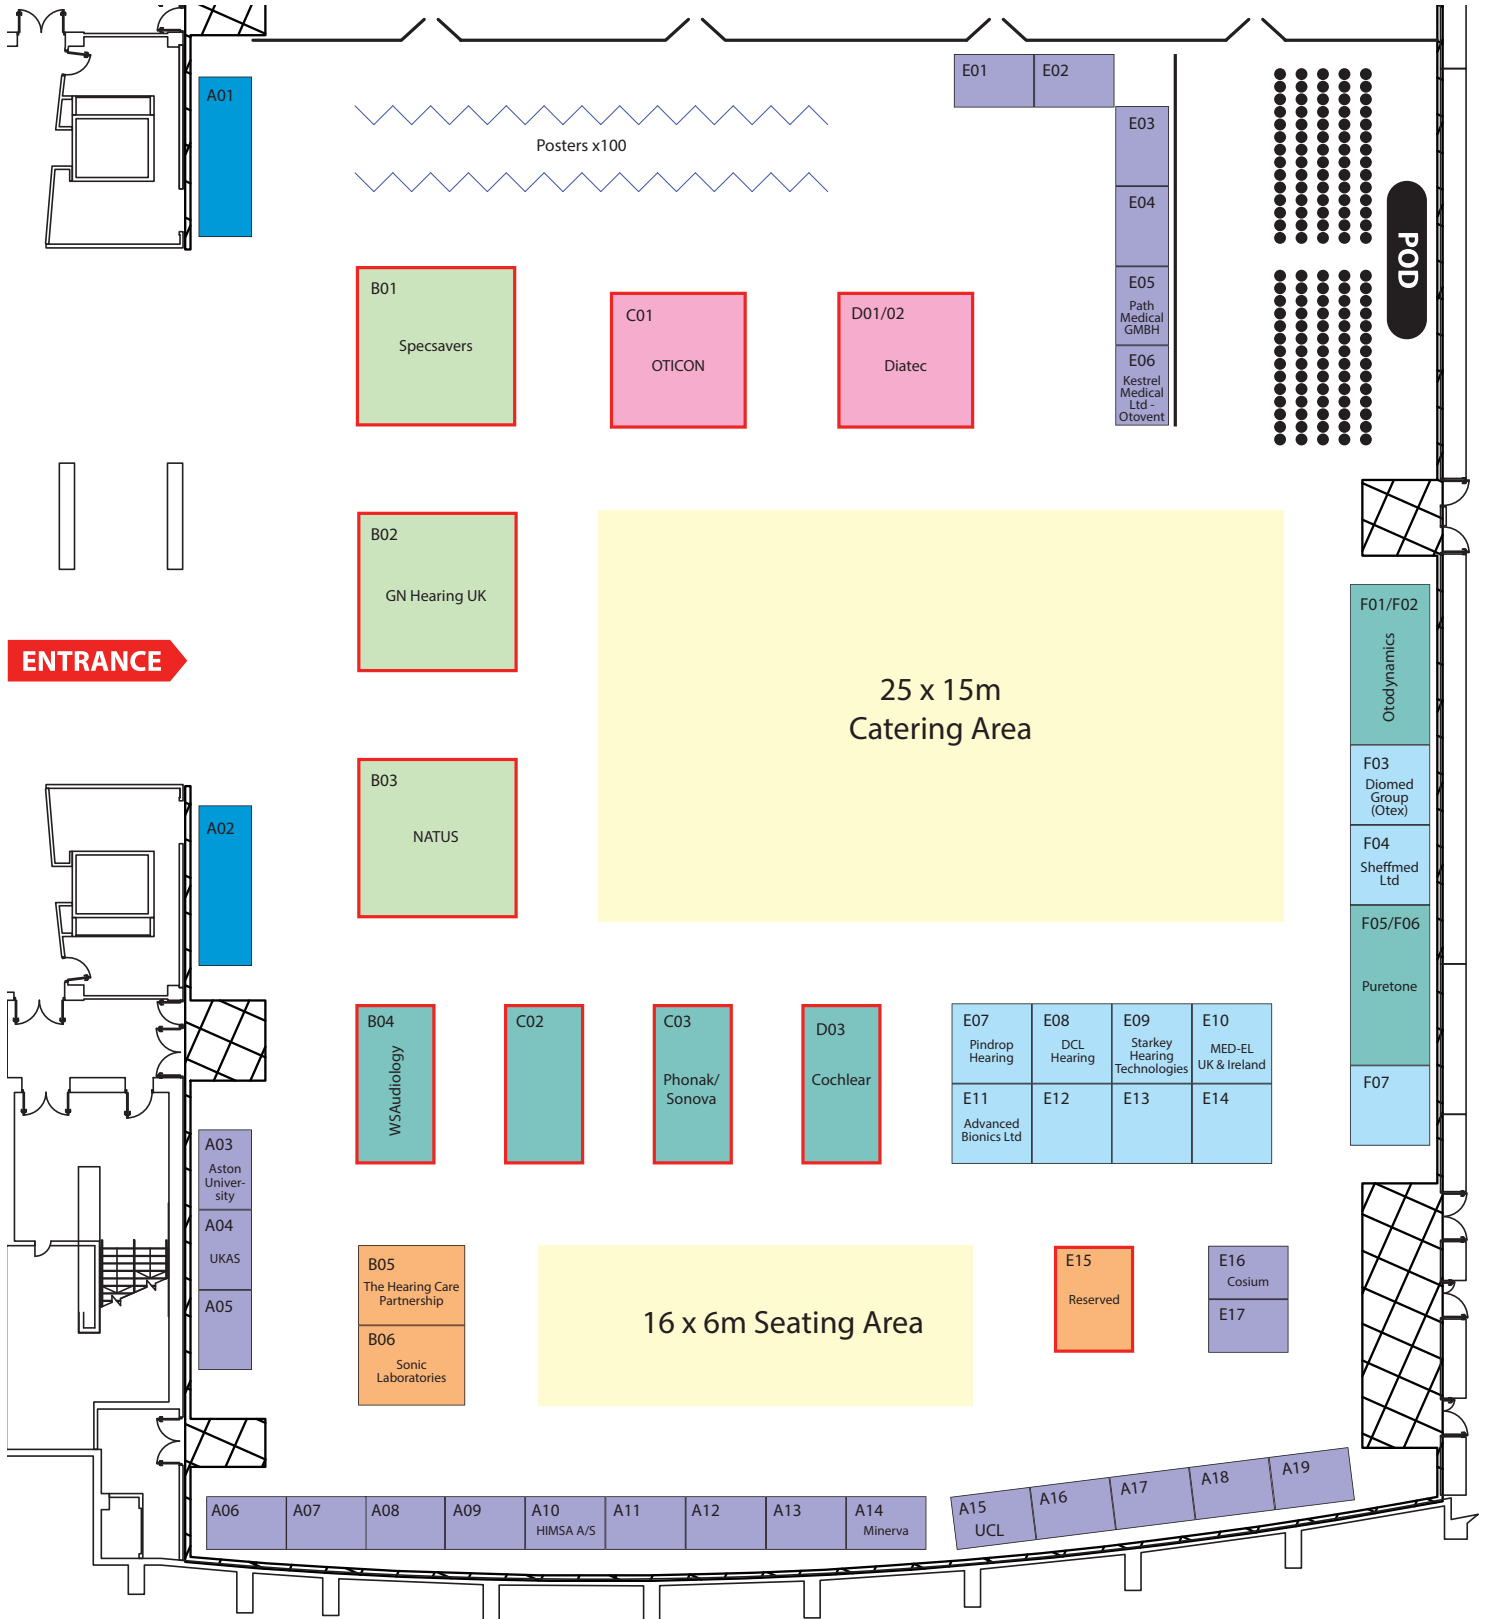 A01
E01
E02
E03
Posters x100
E04
POD
E05
Path
Medical
GMBH
E06
Kestrel
Medical
Ltd -
Otovent
B01
Specsavers
C01
OTICON
D01/02
Diatec
B02
GN Hearing UK
ENTRANCE
25 x 15m
Catering Area
F01/F02
Otodynamics
F03
Diomed
Group
(Otex)
F04
Sheffmed
Ltd
F05/F06
Puretone
F07
B03
NATUS
A02
B04
WSAudiology
C02
C03
Phonak/
Sonova
D03
Cochlear
E07
Pindrop
Hearing
E08
DCL
Hearing
E09
Starkey
Hearing
Technologies
E10
MED-EL
UK & Ireland
E11
Advanced
Bionics Ltd
E12
E13
E14
A03
Aston
Univer-
sity
A04
UKAS
A05
B05
The Hearing Care
Partnership
B06
Sonic
Laboratories
16 x 6m Seating Area
E15
Reserved
E16
Cosium
E17
A06
A07
A08
A09
A10
HIMSA A/S
A11
A12
A13
A14
Minerva
A15
UCL
A16
A17
A18
A19